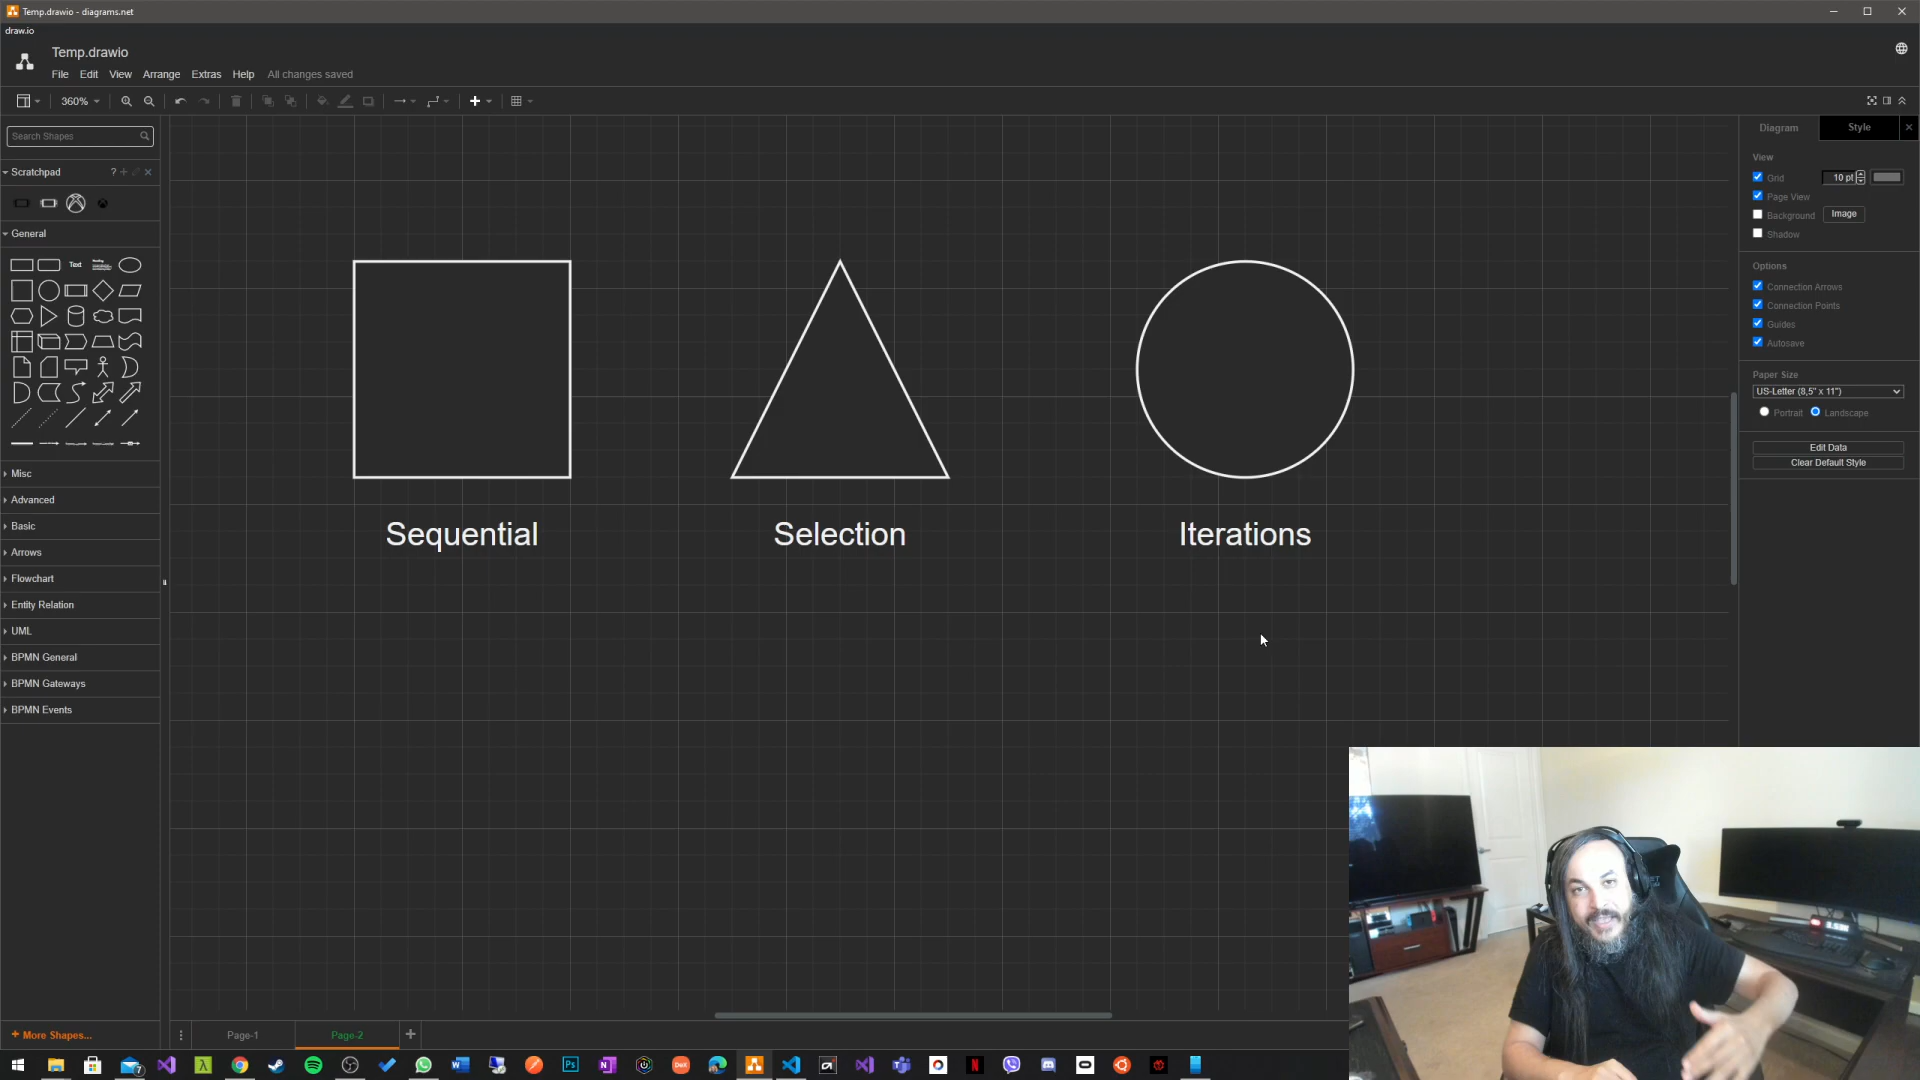 Temp.drawio - diagrams.net
draw.io
Temp.drawio
File Edit View Arrange Extras Help All changes saved
360%
Search Shapes
Scratchpad
?
General
Text
Heading
Misc
Advanced
Basic
Arrows
Flowchart
Entity Relation
UML
BPMN General
BPMN Gateways
BPMN Events
+ More Shapes...
Sequential
Selection
Iterations
Diagram
Style
View
Grid
10 pt
Page View
Background
Image
Shadow
Options
Connection Arrows
Connection Points
Guides
Autosave
Paper Size
US-Letter (8,5" x 11")
Portrait
Landscape
Edit Data
Clear Default Style
Page-1
Page-2
7
Ps
DeX